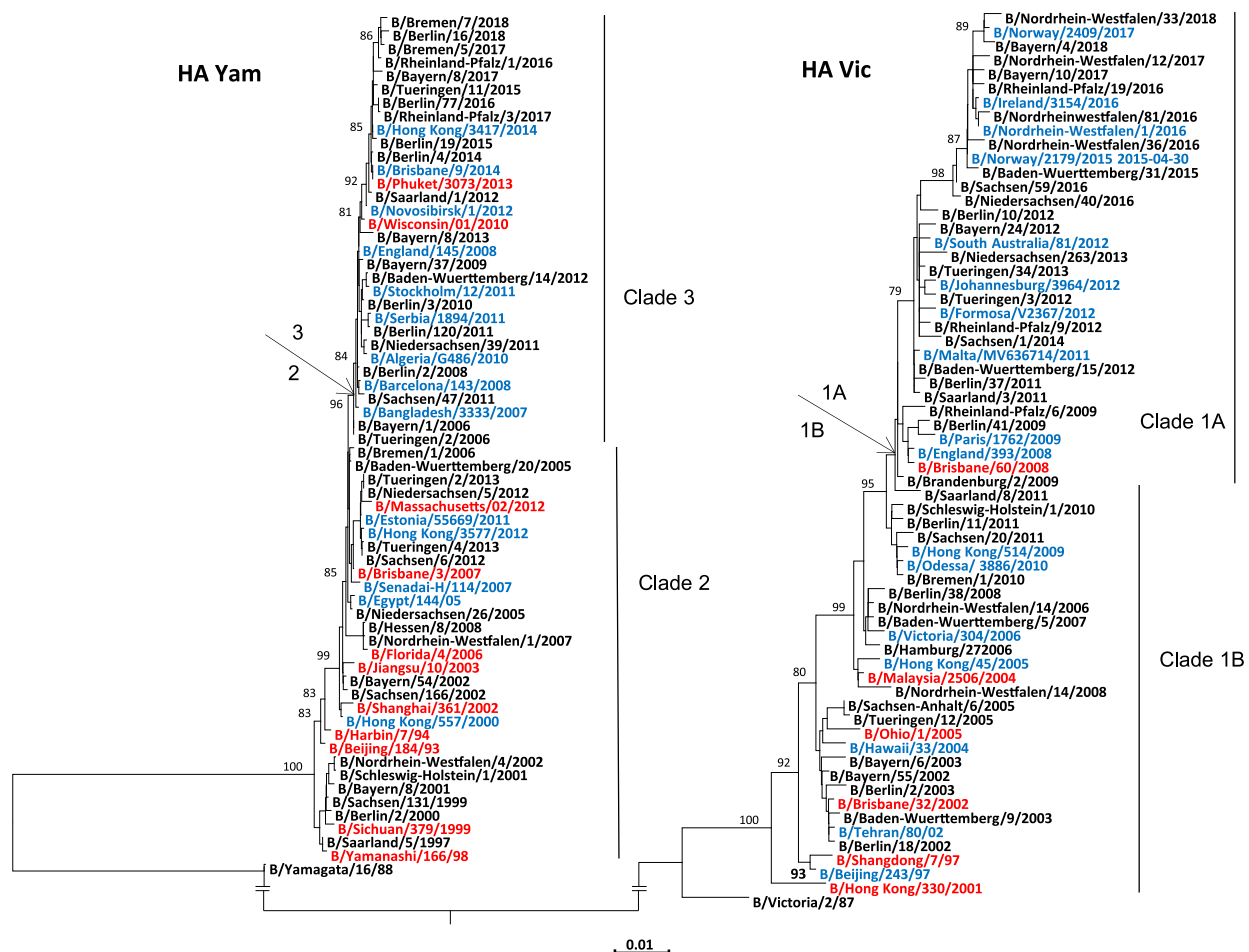 HA Yam
86
B/Bremen/7/2018
B/Berlin/16/2018
B/Bremen/5/2017
B/Rheinland-Pfalz/1/2016
B/Bayern/8/2017
B/Tueringen/11/2015
B/Berlin/77/2016
B/Rheinland-Pfalz/3/2017
85
B/Hong Kong/3417/2014
B/Berlin/19/2015
B/Berlin/4/2014
B/Brisbane/9/2014
92
B/Phuket/3073/2013
B/Saarland/1/2012
81
B/Novosibirsk/1/2012
B/Wisconsin/01/2010
B/Bayern/8/2013
B/England/145/2008
B/Bayern/37/2009
B/Baden-Wuerttemberg/14/2012
B/Stockholm/12/2011
B/Berlin/3/2010
B/Serbia/1894/2011
B/Berlin/120/2011
B/Niedersachsen/39/2011
84
B/Algeria/G486/2010
B/Berlin/2/2008
B/Barcelona/143/2008
B/Sachsen/47/2011
96
B/Bangladesh/3333/2007
B/Bayern/1/2006
B/Tueringen/2/2006
Clade 3
3
2
B/Bremen/1/2006
B/Baden-Wuerttemberg/20/2005
B/Tueringen/2/2013
B/Niedersachsen/5/2012
B/Massachusetts/02/2012
B/Estonia/55669/2011
B/Hong Kong/3577/2012
B/Tueringen/4/2013
B/Sachsen/6/2012
85
B/Brisbane/3/2007
B/Senadai-H/114/2007
B/Egypt/144/05
B/Niedersachsen/26/2005
B/Hessen/8/2008
B/Nordrhein-Westfalen/1/2007
99
B/Florida/4/2006
B/Jiangsu/10/2003
B/Bayern/54/2002
83
B/Sachsen/166/2002
B/Shanghai/361/2002
83
B/Hong Kong/557/2000
B/Harbin/7/94
B/Beijing/184/93
100
B/Nordrhein-Westfalen/4/2002
B/Schleswig-Holstein/1/2001
B/Bayern/8/2001
B/Sachsen/131/1999
B/Berlin/2/2000
B/Sichuan/379/1999
B/Saarland/5/1997
B/Yamanashi/166/98
Clade 2
B/Yamagata/16/88
HA Vic
89
B/Nordrhein-Westfalen/33/2018
B/Norway/2409/2017
B/Bayern/4/2018
B/Nordrhein-Westfalen/12/2017
B/Bayern/10/2017
B/Rheinland-Pfalz/19/2016
B/Ireland/3154/2016
B/Nordrheinwestfalen/81/2016
B/Nordrhein-Westfalen/1/2016
87
B/Nordrhein-Westfalen/36/2016
B/Norway/2179/2015 2015-04-30
98
B/Baden-Wuerttemberg/31/2015
B/Sachsen/59/2016
B/Niedersachsen/40/2016
B/Berlin/10/2012
B/Bayern/24/2012
B/South Australia/81/2012
B/Niedersachsen/263/2013
B/Tueringen/34/2013
79
B/Johannesburg/3964/2012
B/Tueringen/3/2012
B/Formosa/V2367/2012
B/Rheinland-Pfalz/9/2012
B/Sachsen/1/2014
B/Malta/MV636714/2011
B/Baden-Wuerttemberg/15/2012
B/Berlin/37/2011
B/Saarland/3/2011
B/Rheinland-Pfalz/6/2009
B/Berlin/41/2009
B/Paris/1762/2009
B/England/393/2008
B/Brisbane/60/2008
B/Brandenburg/2/2009
Clade 1A
1A
1B
95
B/Saarland/8/2011
B/Schleswig-Holstein/1/2010
B/Berlin/11/2011
B/Sachsen/20/2011
B/Hong Kong/514/2009
B/Odessa/ 3886/2010
B/Bremen/1/2010
B/Berlin/38/2008
99
B/Nordrhein-Westfalen/14/2006
B/Baden-Wuerttemberg/5/2007
B/Victoria/304/2006
B/Hamburg/272006
B/Hong Kong/45/2005
80
B/Malaysia/2506/2004
B/Nordrhein-Westfalen/14/2008
B/Sachsen-Anhalt/6/2005
B/Tueringen/12/2005
B/Ohio/1/2005
B/Hawaii/33/2004
92
B/Bayern/6/2003
B/Bayern/55/2002
B/Berlin/2/2003
B/Brisbane/32/2002
100
B/Baden-Wuerttemberg/9/2003
B/Tehran/80/02
B/Berlin/18/2002
B/Shangdong/7/97
93
B/Beijing/243/97
B/Hong Kong/330/2001
Clade 1B
B/Victoria/2/87
0.01